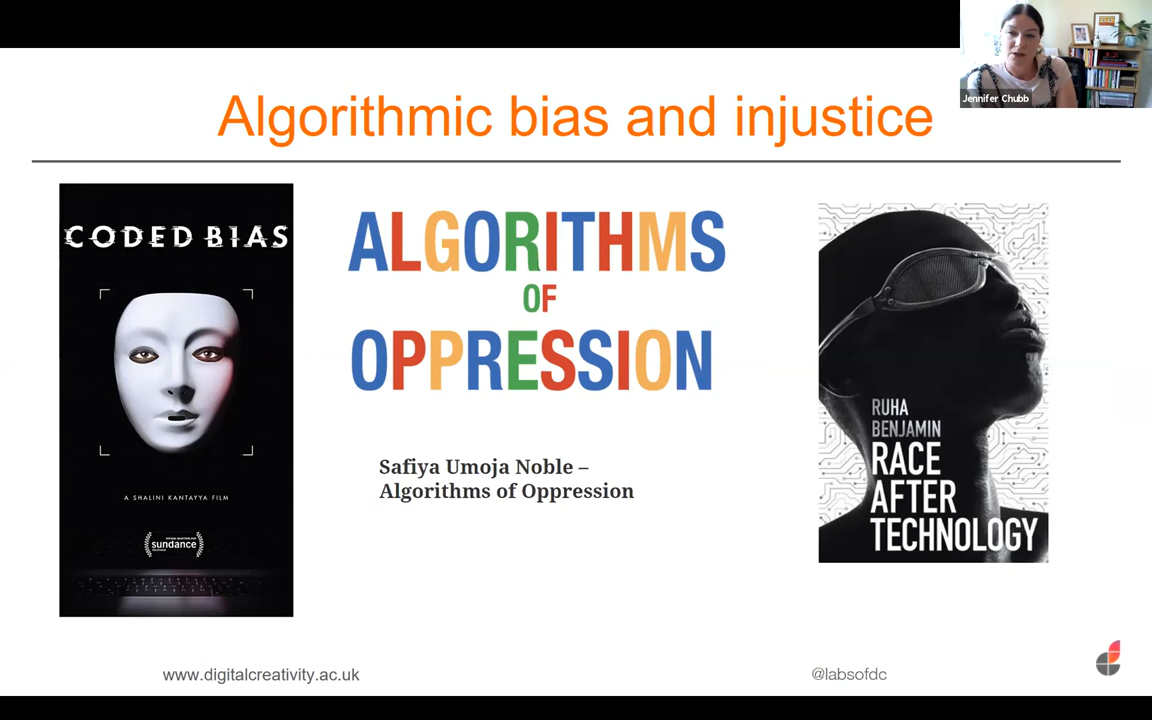 Jennifer Chubb
Algorithmic bias and injustice
CODED BIAS
A SHALINI KANTAYYA FILM
sundance
ALGORITHMS
OF
OPPRESSION
Safiya Umoja Noble –
Algorithms of Oppression
RUHA
BENJAMIN
RACE
AFTER
TECHNOLOGY
www.digitalcreativity.ac.uk
@labsofdc